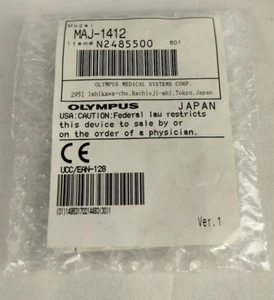 Model
MAJ-1412
Item# N2485500 601
OLYMPUS MEDICAL SYSTEMS CORP.
2951 Ishikawa-cho, Hachioji-shi, Tokyo, Japan
OLYMPUS JAPAN
USA:CAUTION:Federal law restricts
this device to sale by or
on the order of a physician.
CE
UCC/EAN-128
Ver.1